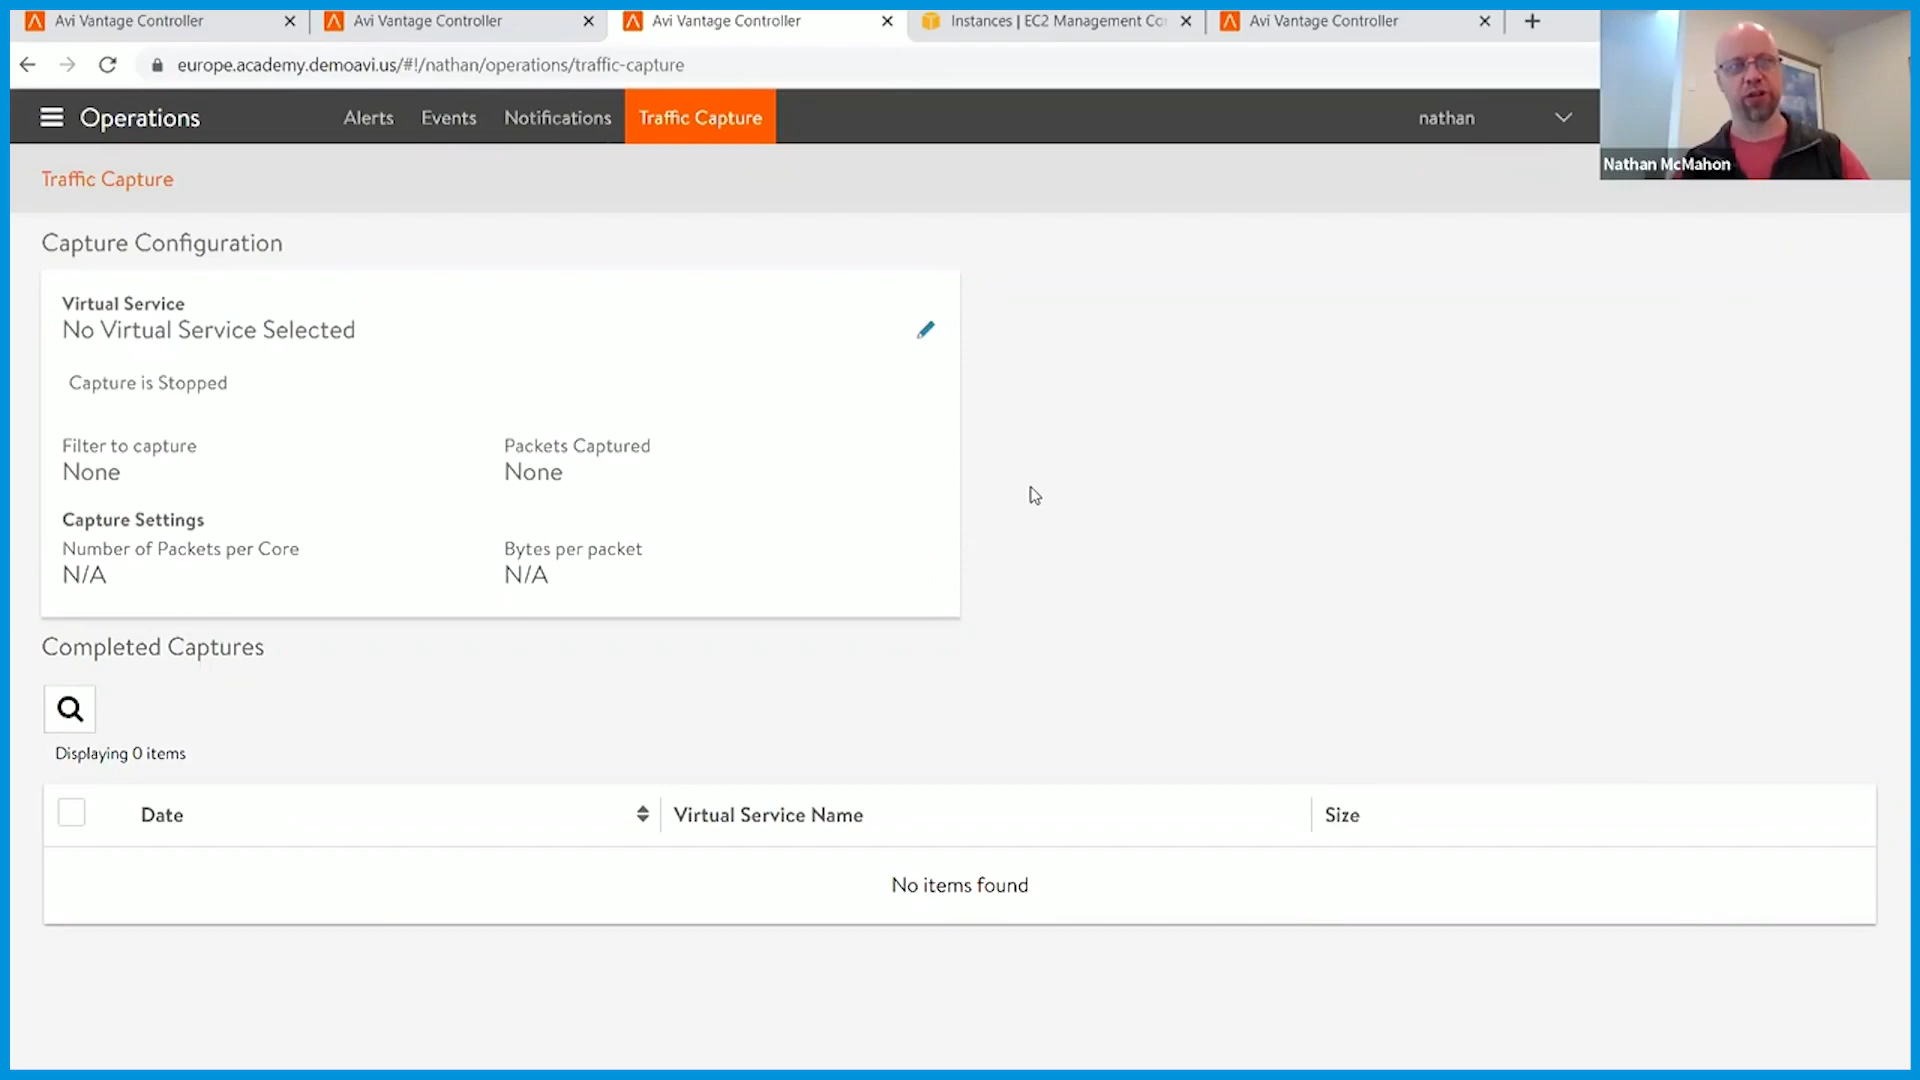 Avi Vantage Controller
Avi Vantage Controller
Avi Vantage Controller
Instances | EC2 Management Co
Avi Vantage Controller
europe.academy.demoavi.us/#!/nathan/operations/traffic-capture
Operations
Alerts
Events
Notifications
Traffic Capture
nathan
Nathan McMahon
Traffic Capture
Capture Configuration
Virtual Service
No Virtual Service Selected
Capture is Stopped
Filter to capture
None
Packets Captured
None
Capture Settings
Number of Packets per Core
N/A
Bytes per packet
N/A
Completed Captures
Displaying 0 items
Date
Virtual Service Name
Size
No items found